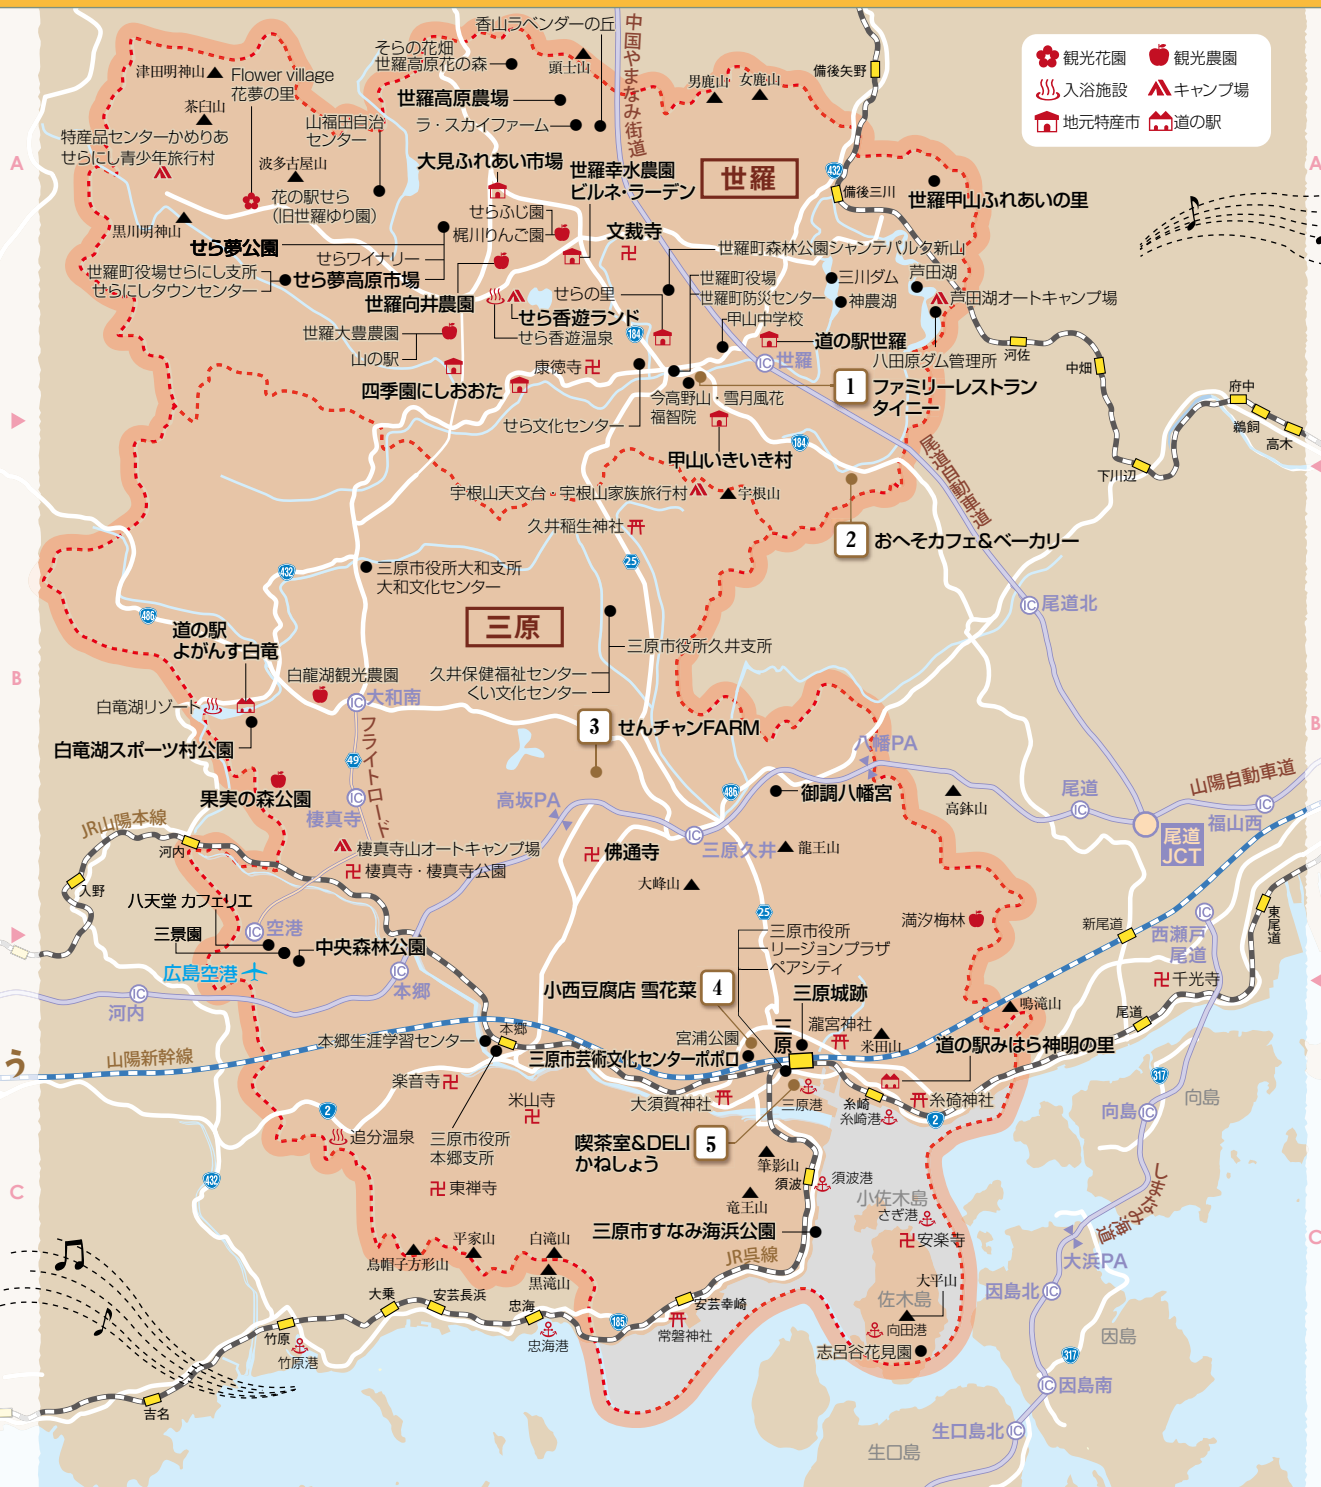 香山ラベンダーの丘
中国やまなみ街道
観光花園
観光農園
入浴施設
キャンプ場
地元特産市
道の駅
そらの花畑
世羅高原花の森
頭士山
津田明神山
Flower village
花夢の里
茶臼山
備後矢野
男鹿山
女鹿山
世羅高原農場
ラ・スカイファーム
山福田自治
センター
特産品センターかめりあ
せらにし青少年旅行村
A
A
波多古屋山
大見ふれあい市場
世羅幸水農園
ビルネ・ラーデン
世羅
432
備後三川
世羅甲山ふれあいの里
花の駅せら
(旧世羅ゆり園)
黒川明神山
せらふじ園
梶川りんご園
文裁寺
せら夢公園
せらワイナリー
世羅町森林公園シャンテパルク新山
世羅町役場せらにし支所
せらにしタウンセンター
せら夢高原市場
世羅向井農園
せらの里
世羅町役場
世羅町防災センター
三川ダム
神農湖
芦田湖
芦田湖オートキャンプ場
せら香遊ランド
せら香遊温泉
184
甲山中学校
世羅大豊農園
山の駅
道の駅世羅
IC 世羅
八田原ダム管理所
河佐
中畑
康徳寺
四季園にしおおた
1
ファミリーレストラン
タイニー
今高野山・雪月風花
福智院
せら文化センター
府中
鵜飼
高木
184
甲山いきいき村
尾道自動車道
下川辺
宇根山天文台・宇根山家族旅行村
宇根山
久井稲生神社
2
おへそカフェ&ベーカリー
25
432
三原市役所大和支所
大和文化センター
486
IC 尾道北
三原
道の駅
よがんす白竜
三原市役所久井支所
久井保健福祉センター
くい文化センター
B
B
白龍湖観光農園
白竜湖リゾート
IC 大和南
フライトロード
白竜湖スポーツ村公園
3
せんチャンFARM
八幡PA
49
果実の森公園
IC
棲真寺
高坂PA
486
御調八幡宮
高鉢山
尾道
IC
山陽自動車道
IC
福山西
尾道
JCT
JR山陽本線
河内
入野
棲真寺山オートキャンプ場
棲真寺・棲真寺公園
佛通寺
IC
三原久井
龍王山
大峰山
八天堂 カフェリエ
三景園
IC 空港
中央森林公園
広島空港
IC
本郷
IC
河内
25
満汐梅林
三原市役所
リージョンプラザ
ペアシティ
新尾道
IC
西瀬戸
尾道
東尾道
千光寺
小西豆腐店 雪花菜
4
三原城跡
鳴滝山
尾道
う
山陽新幹線
本郷生涯学習センター
本郷
宮浦公園
三原
瀧宮神社
米田山
三原市芸術文化センターポポロ
道の駅みはら神明の里
楽音寺
米山寺
大須賀神社
三原港
糸崎
糸崎港
糸碕神社
2
317
向島
IC
向島
2
追分温泉
三原市役所
本郷支所
喫茶室&DELI
かねしょう
5
筆影山
須波
須波港
432
東禅寺
竜王山
小佐木島
さぎ港
しまなみ海道
C
C
三原市すなみ海浜公園
安楽寺
平家山
烏帽子方形山
白滝山
黒滝山
JR呉線
大浜PA
大平山
佐木島
因島北
IC
大乗
安芸長浜
忠海
忠海港
185
安芸幸崎
常磐神社
向田港
志呂谷花見園
因島
317
竹原
竹原港
IC 因島南
吉名
生口島北
IC
生口島